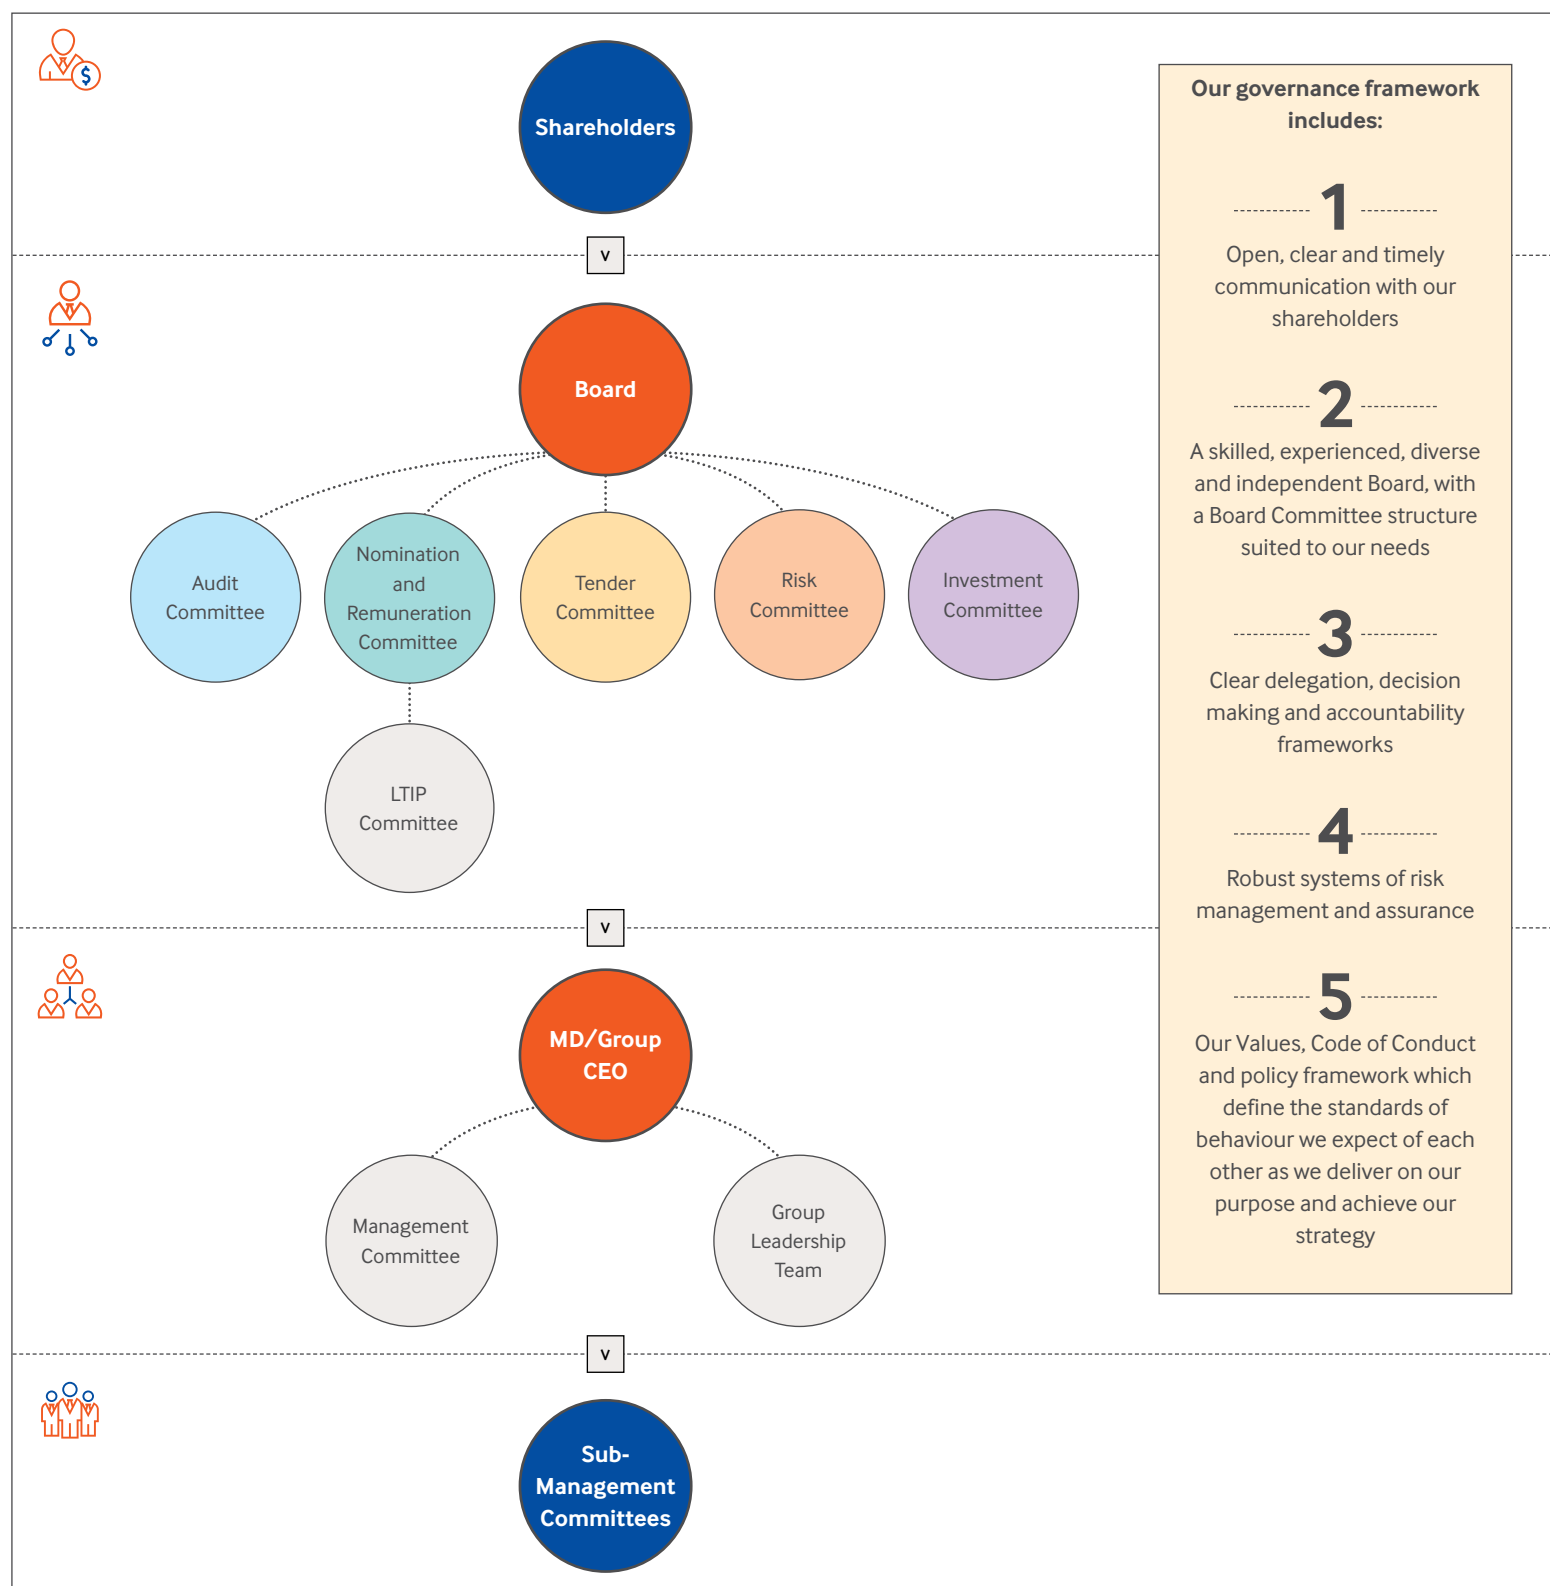 $
Shareholders
v
Board
Audit
Committee
Nomination
and
Remuneration
Committee
Tender
Committee
Risk
Committee
Investment
Committee
LTIP
Committee
v
MD/Group
CEO
Management
Committee
Group
Leadership
Team
v
Sub-
Management
Committees
Our governance framework
includes:
1
Open, clear and timely
communication with our
shareholders
2
A skilled, experienced, diverse
and independent Board, with
a Board Committee structure
suited to our needs
3
Clear delegation, decision
making and accountability
frameworks
4
Robust systems of risk
management and assurance
5
Our Values, Code of Conduct
and policy framework which
define the standards of
behaviour we expect of each
other as we deliver on our
purpose and achieve our
strategy